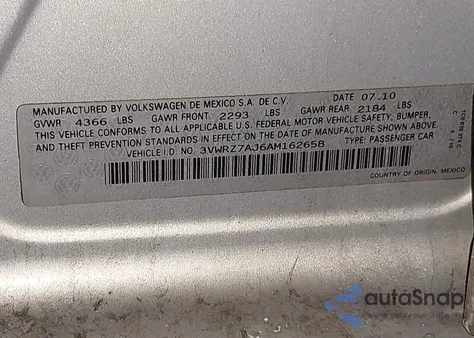 MANUFACTURED BY VOLKSWAGEN DE MEXICO S.A. DE C.V. DATE 07.10
GVWR 4366 LBS GAWR FRONT 2293 LBS GAWR REAR 2184 LBS
THIS VEHICLE CONFORMS TO ALL APPLICABLE U.S. FEDERAL MOTOR VEHICLE SAFETY, BUMPER,
AND THEFT PREVENTION STANDARDS IN EFFECT ON THE DATE OF MANUFACTURE SHOWN ABOVE.
VEHICLE I.D. NO. 3VWRZ7AJ6AM162658 TYPE: PASSENGER CAR
COUNTRY OF ORIGIN, MEXICO
autoSnap